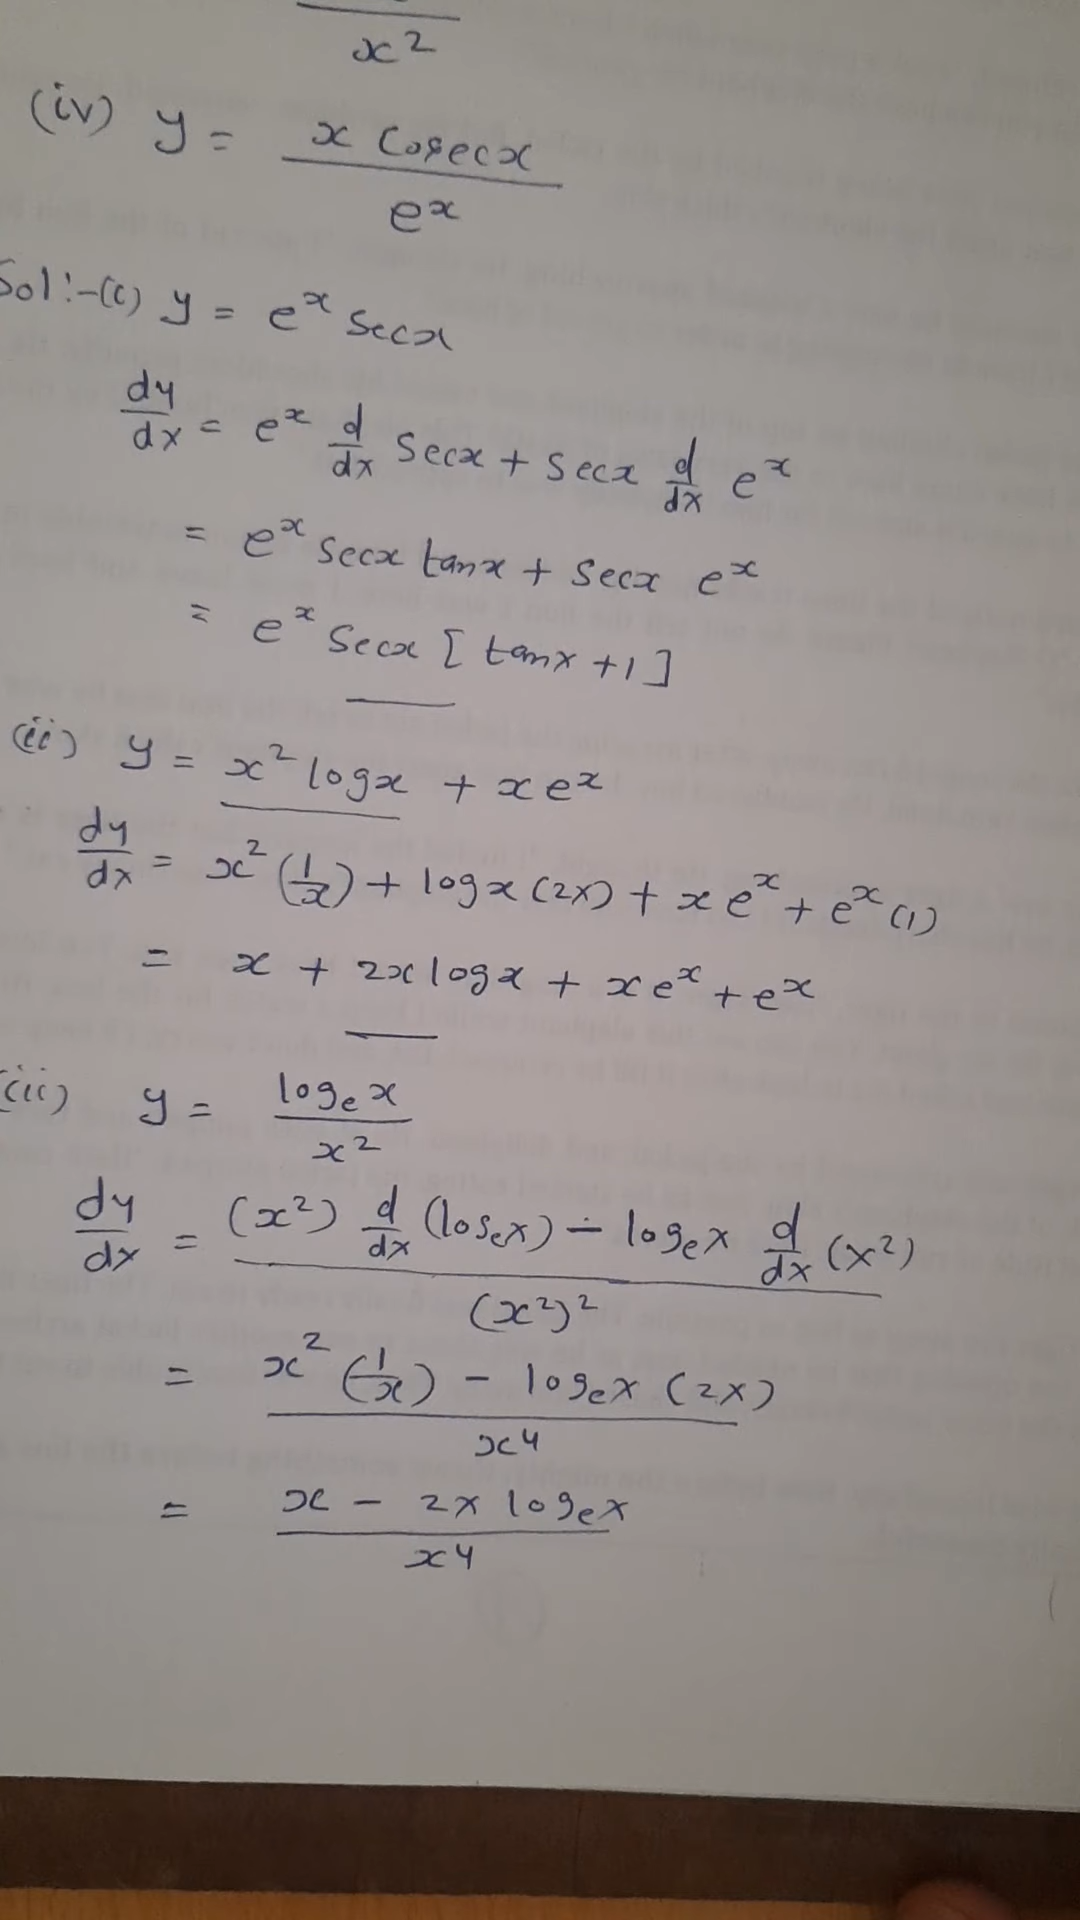 x²
(iv) y = x cosecx / eˣ
Sol:-(i) y = eˣ secx
dy/dx = eˣ d/dx secx + secx d/dx eˣ
= eˣ secx tanx + secx eˣ
= eˣ secx [tanx+1]
(ii) y = x² logx + xeˣ
dy/dx = x² (1/x) + logx (2x) + x eˣ + eˣ (1)
= x + 2x logx + xeˣ + eˣ
(iii) y = logₑx / x²
dy/dx = (x²) d/dx (logₑx) - logₑx d/dx (x²) / (x²)²
= x² (1/x) - logₑx (2x) / x⁴
= x - 2x logₑx / x⁴